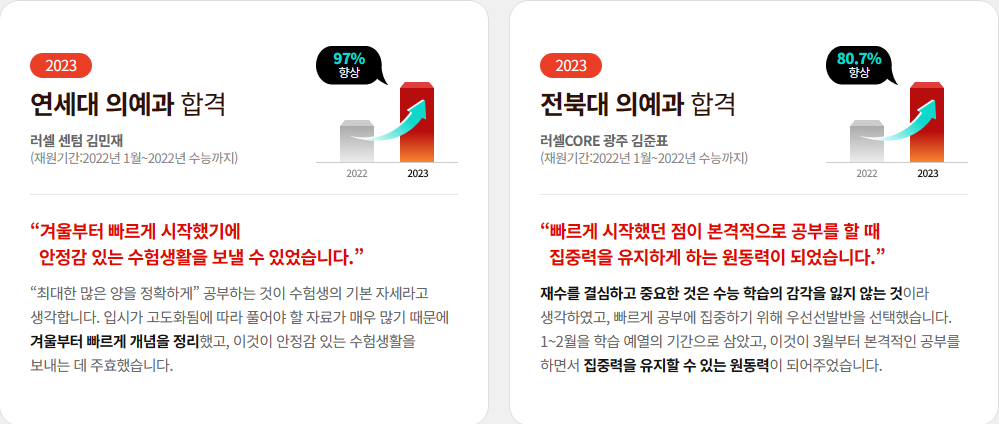 2023
97%
향상
연세대 의예과 합격
러셀 센텀 김민재
(재원기간:2022년 1월~2022년 수능까지)
2022
2023
“겨울부터 빠르게 시작했기에
안정감 있는 수험생활을 보낼 수 있었습니다.”
“최대한 많은 양을 정확하게” 공부하는 것이 수험생의 기본 자세라고
생각합니다. 입시가 고도화됨에 따라 풀어야 할 자료가 매우 많기 때문에
겨울부터 빠르게 개념을 정리했고, 이것이 안정감 있는 수험생활을
보내는 데 주효했습니다.
2023
80.7%
향상
전북대 의예과 합격
러셀CORE 광주 김준표
(재원기간:2022년 1월~2022년 수능까지)
2022
2023
“빠르게 시작했던 점이 본격적으로 공부를 할 때
집중력을 유지하게 하는 원동력이 되었습니다.”
재수를 결심하고 중요한 것은 수능 학습의 감각을 잃지 않는 것이라
생각하였고, 빠르게 공부에 집중하기 위해 우선선발반을 선택했습니다.
1~2월을 학습 예열의 기간으로 삼았고, 이것이 3월부터 본격적인 공부를
하면서 집중력을 유지할 수 있는 원동력이 되어주었습니다.